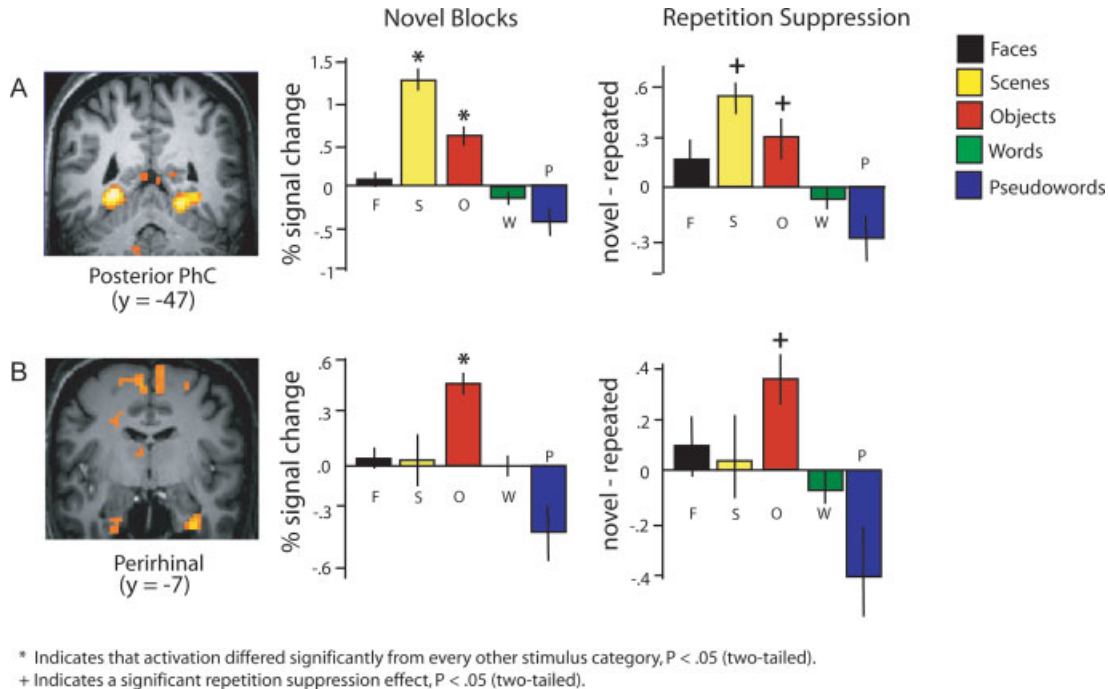 Novel Blocks
Repetition Suppression
Faces
Scenes
Objects
Words
Pseudowords
A
Posterior PhC
(y = -47)
% signal change
1.5
1
.5
0
-.5
-1
F
S
O
W
P
*
*
novel - repeated
.6
.3
0
-.3
F
S
O
W
P
+
+
B
Perirhinal
(y = -7)
% signal change
.6
.3
.0
-.3
-.6
F
S
O
W
P
*
novel - repeated
.4
.2
0
-.2
-.4
F
S
O
W
P
+
* Indicates that activation differed significantly from every other stimulus category, P < .05 (two-tailed).
+ Indicates a significant repetition suppression effect, P < .05 (two-tailed).